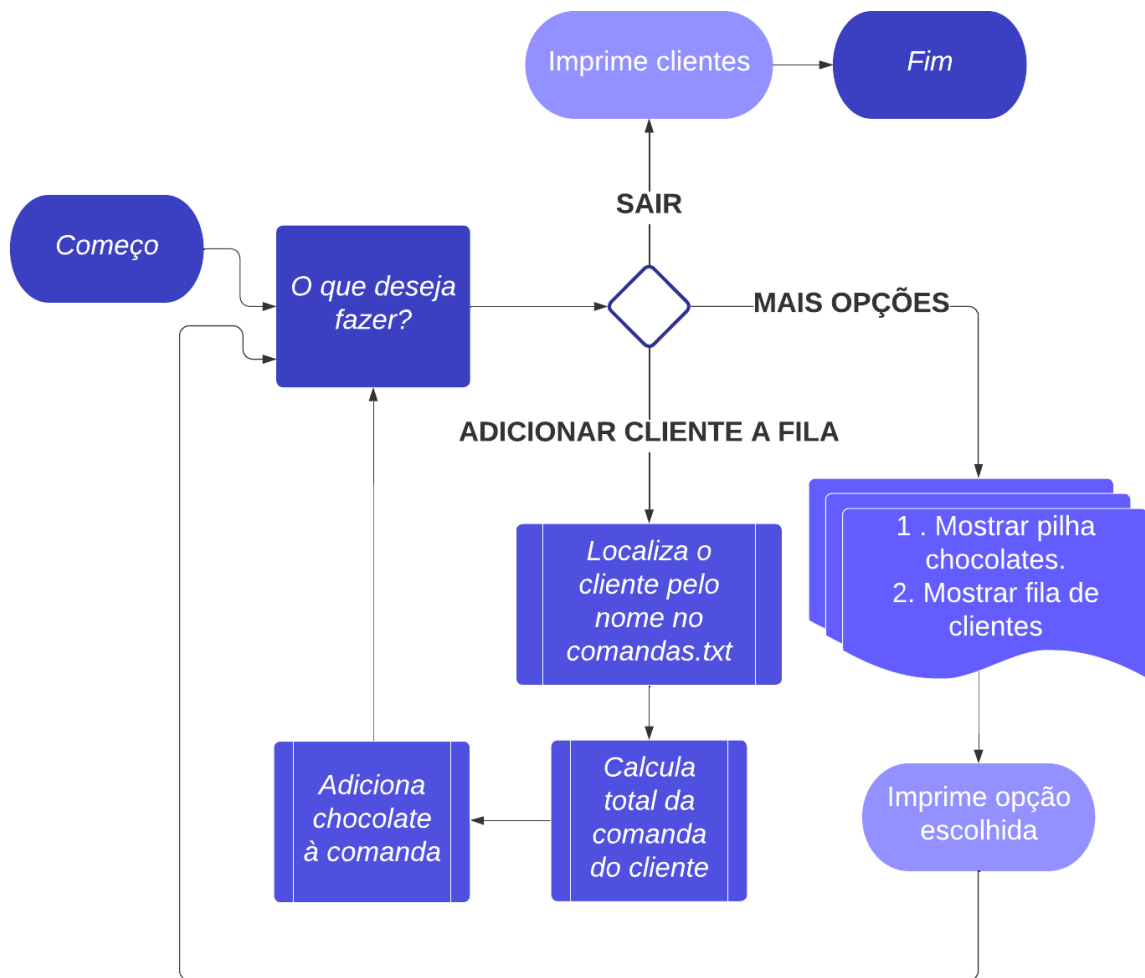 Imprime clientes
Fim
SAIR
Começo
O que deseja
fazer?
MAIS OPÇÕES
ADICIONAR CLIENTE A FILA
1 . Mostrar pilha
chocolates.
2. Mostrar fila de
clientes
Localiza o
cliente pelo
nome no
comandas.txt
Calcula
total da
comanda
do cliente
Adiciona
chocolate
à comanda
Imprime opção
escolhida